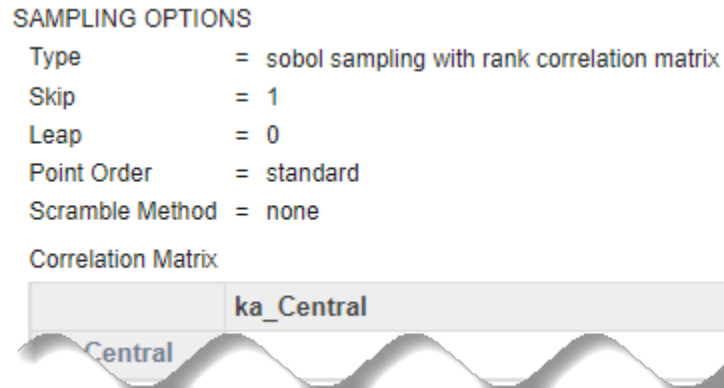 SAMPLING OPTIONS
Type = sobol sampling with rank correlation matrix
Skip = 1
Leap = 0
Point Order = standard
Scramble Method = none
Correlation Matrix
ka_Central
Central